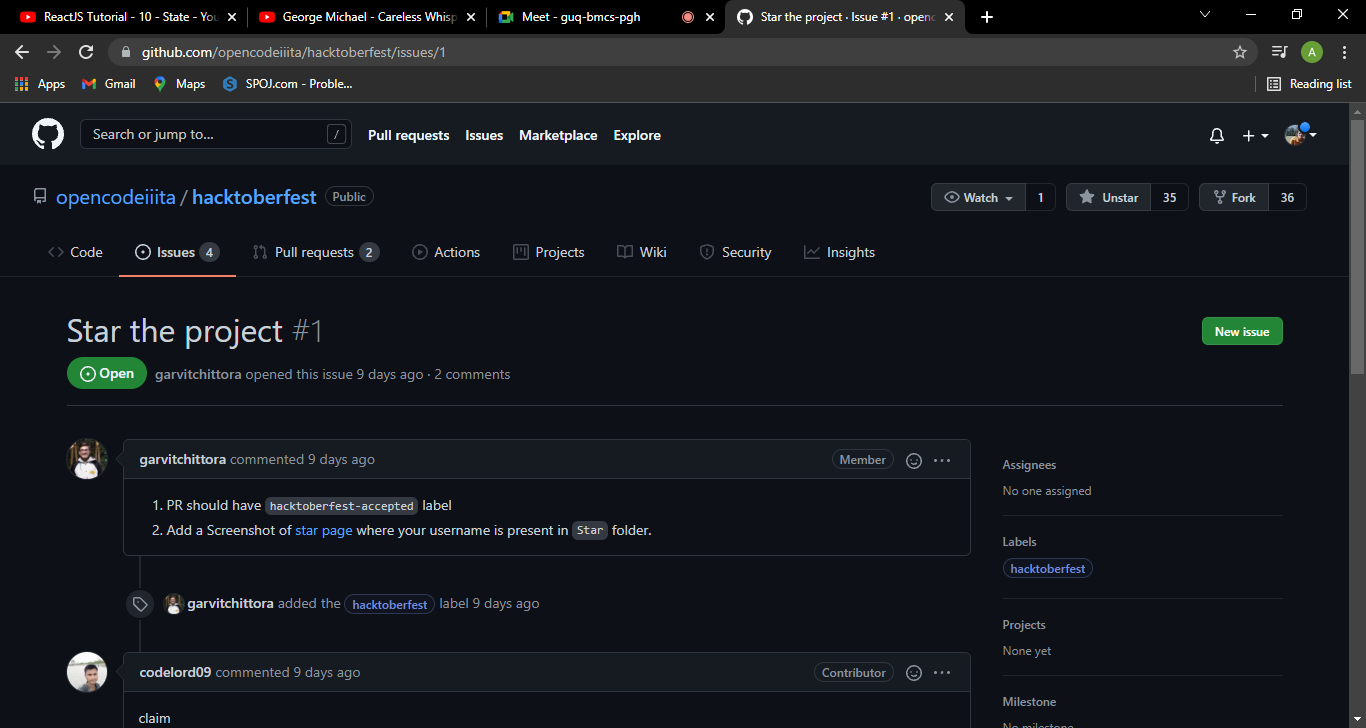 ReactJS Tutorial - 10 - State - You
George Michael - Careless Whisp
Meet - guq-bmcs-pgh
Star the project · Issue #1 · openc
github.com/opencodeiiita/hacktoberfest/issues/1
A
Apps
Gmail
Maps
S
SPOJ.com - Proble...
Reading list
Search or jump to...
/
Pull requests
Issues
Marketplace
Explore
opencodeiiita / hacktoberfest
Public
Watch 1
Unstar 35
Fork 36
Code
Issues 4
Pull requests 2
Actions
Projects
Wiki
Security
Insights
Star the project #1
New issue
Open
garvitchittora opened this issue 9 days ago · 2 comments
garvitchittora commented 9 days ago
Member
1. PR should have hacktoberfest-accepted label
2. Add a Screenshot of star page where your username is present in Star folder.
garvitchittora added the hacktoberfest label 9 days ago
codelord09 commented 9 days ago
Contributor
claim
Assignees
No one assigned
Labels
hacktoberfest
Projects
None yet
Milestone
No milestone